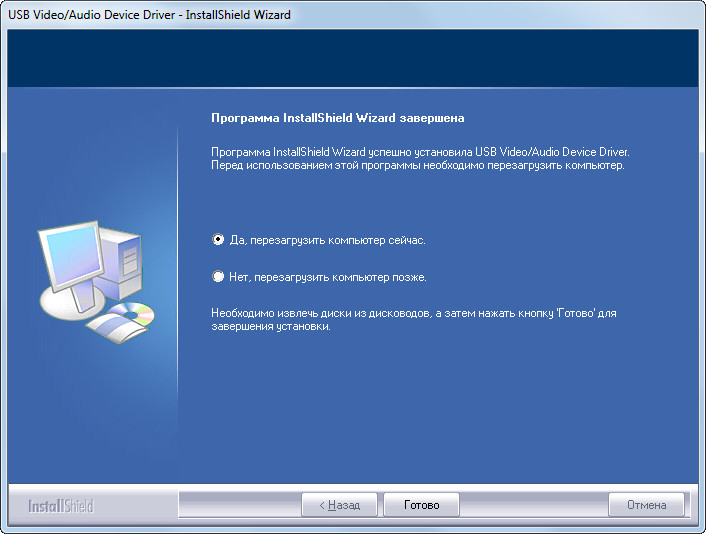 USB Video/Audio Device Driver - InstallShield Wizard
Программа InstallShield Wizard завершена
Программа InstallShield Wizard успешно установила USB Video/Audio Device Driver.
Перед использованием этой программы необходимо перезагрузить компьютер.
Да, перезагрузить компьютер сейчас.
Нет, перезагрузить компьютер позже.
Необходимо извлечь диски из дисководов, а затем нажать кнопку 'Готово' для
завершения установки.
InstallShield
< Назад
Готово
Отмена